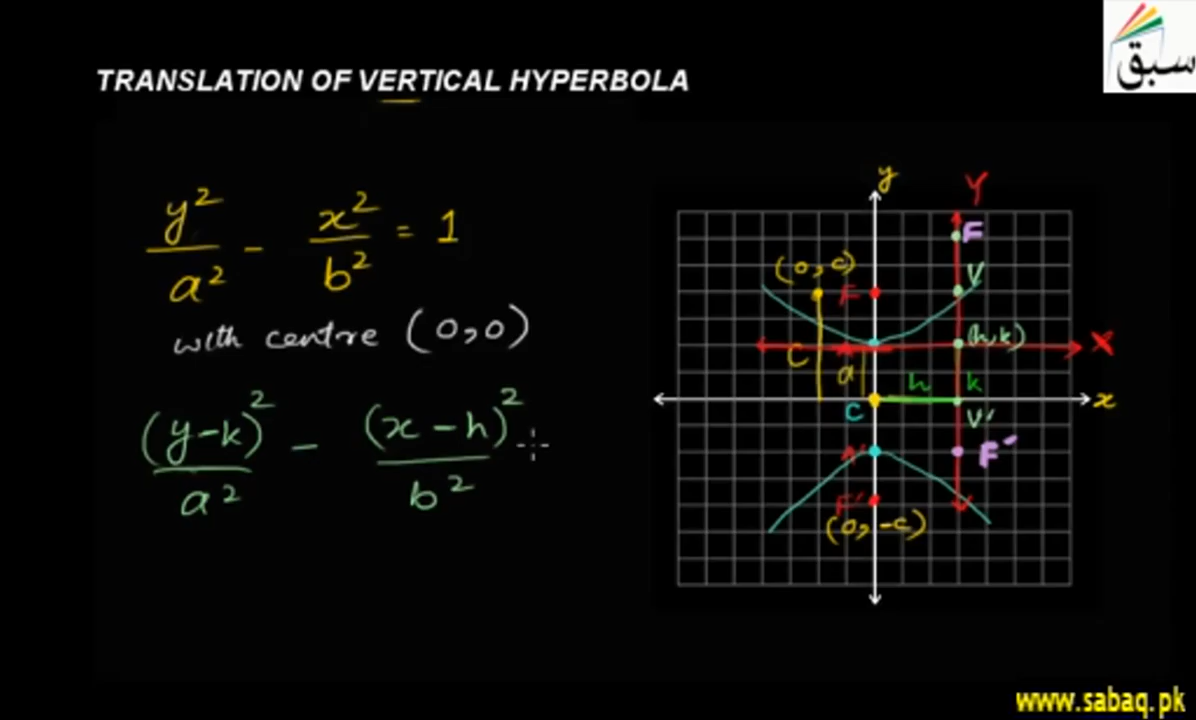 سبق
TRANSLATION OF VERTICAL HYPERBOLA
y²/a² - x²/b² = 1
with centre (0,0)
(y-k)²/a² - (x-h)²/b²
y
Y
F
(0,c)
F
V
(h,k)
X
C
a
h
k
x
C
V'
A'
F'
F'
(0,-c)
www.sabaq.pk